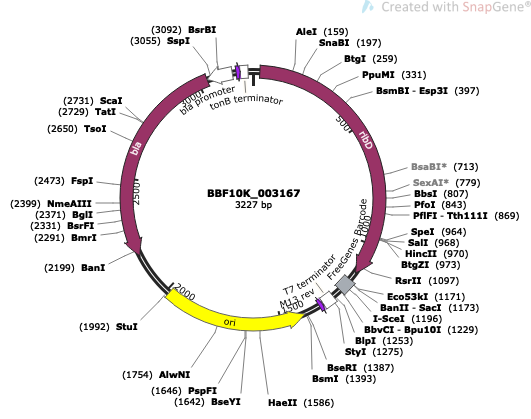 Created with SnapGene®
(3092) BsrBI
(3055) SspI
AleI (159)
SnaBI (197)
BtgI (259)
PpuMI (331)
BsmBI - Esp3I (397)
bla promoter
tonB terminator
3000
500
ribD
(2731) ScaI
(2729) TatI
(2650) TsoI
bla
BsaBI* (713)
SexAI* (779)
BbsI (807)
PfoI (843)
PflFI - Tth111I (869)
(2473) FspI
(2399) NmeAIII
(2371) BglI
(2331) BsrFI
(2291) BmrI
2500
BBF10K_003167
3227 bp
(2199) BanI
SpeI (964)
SalI (968)
HincII (970)
BtgZI (973)
1000
FreeGenes Barcode
RsrII (1097)
T7 terminator
M13 rev
Eco53kI (1171)
BanII - SacI (1173)
I-SceI (1196)
BbvCI - Bpu10I (1229)
BlpI (1253)
StyI (1275)
2000
1500
ori
(1992) StuI
BseRI (1387)
BsmI (1393)
(1754) AlwNI
(1646) PspFI
(1642) BseYI
HaeII (1586)